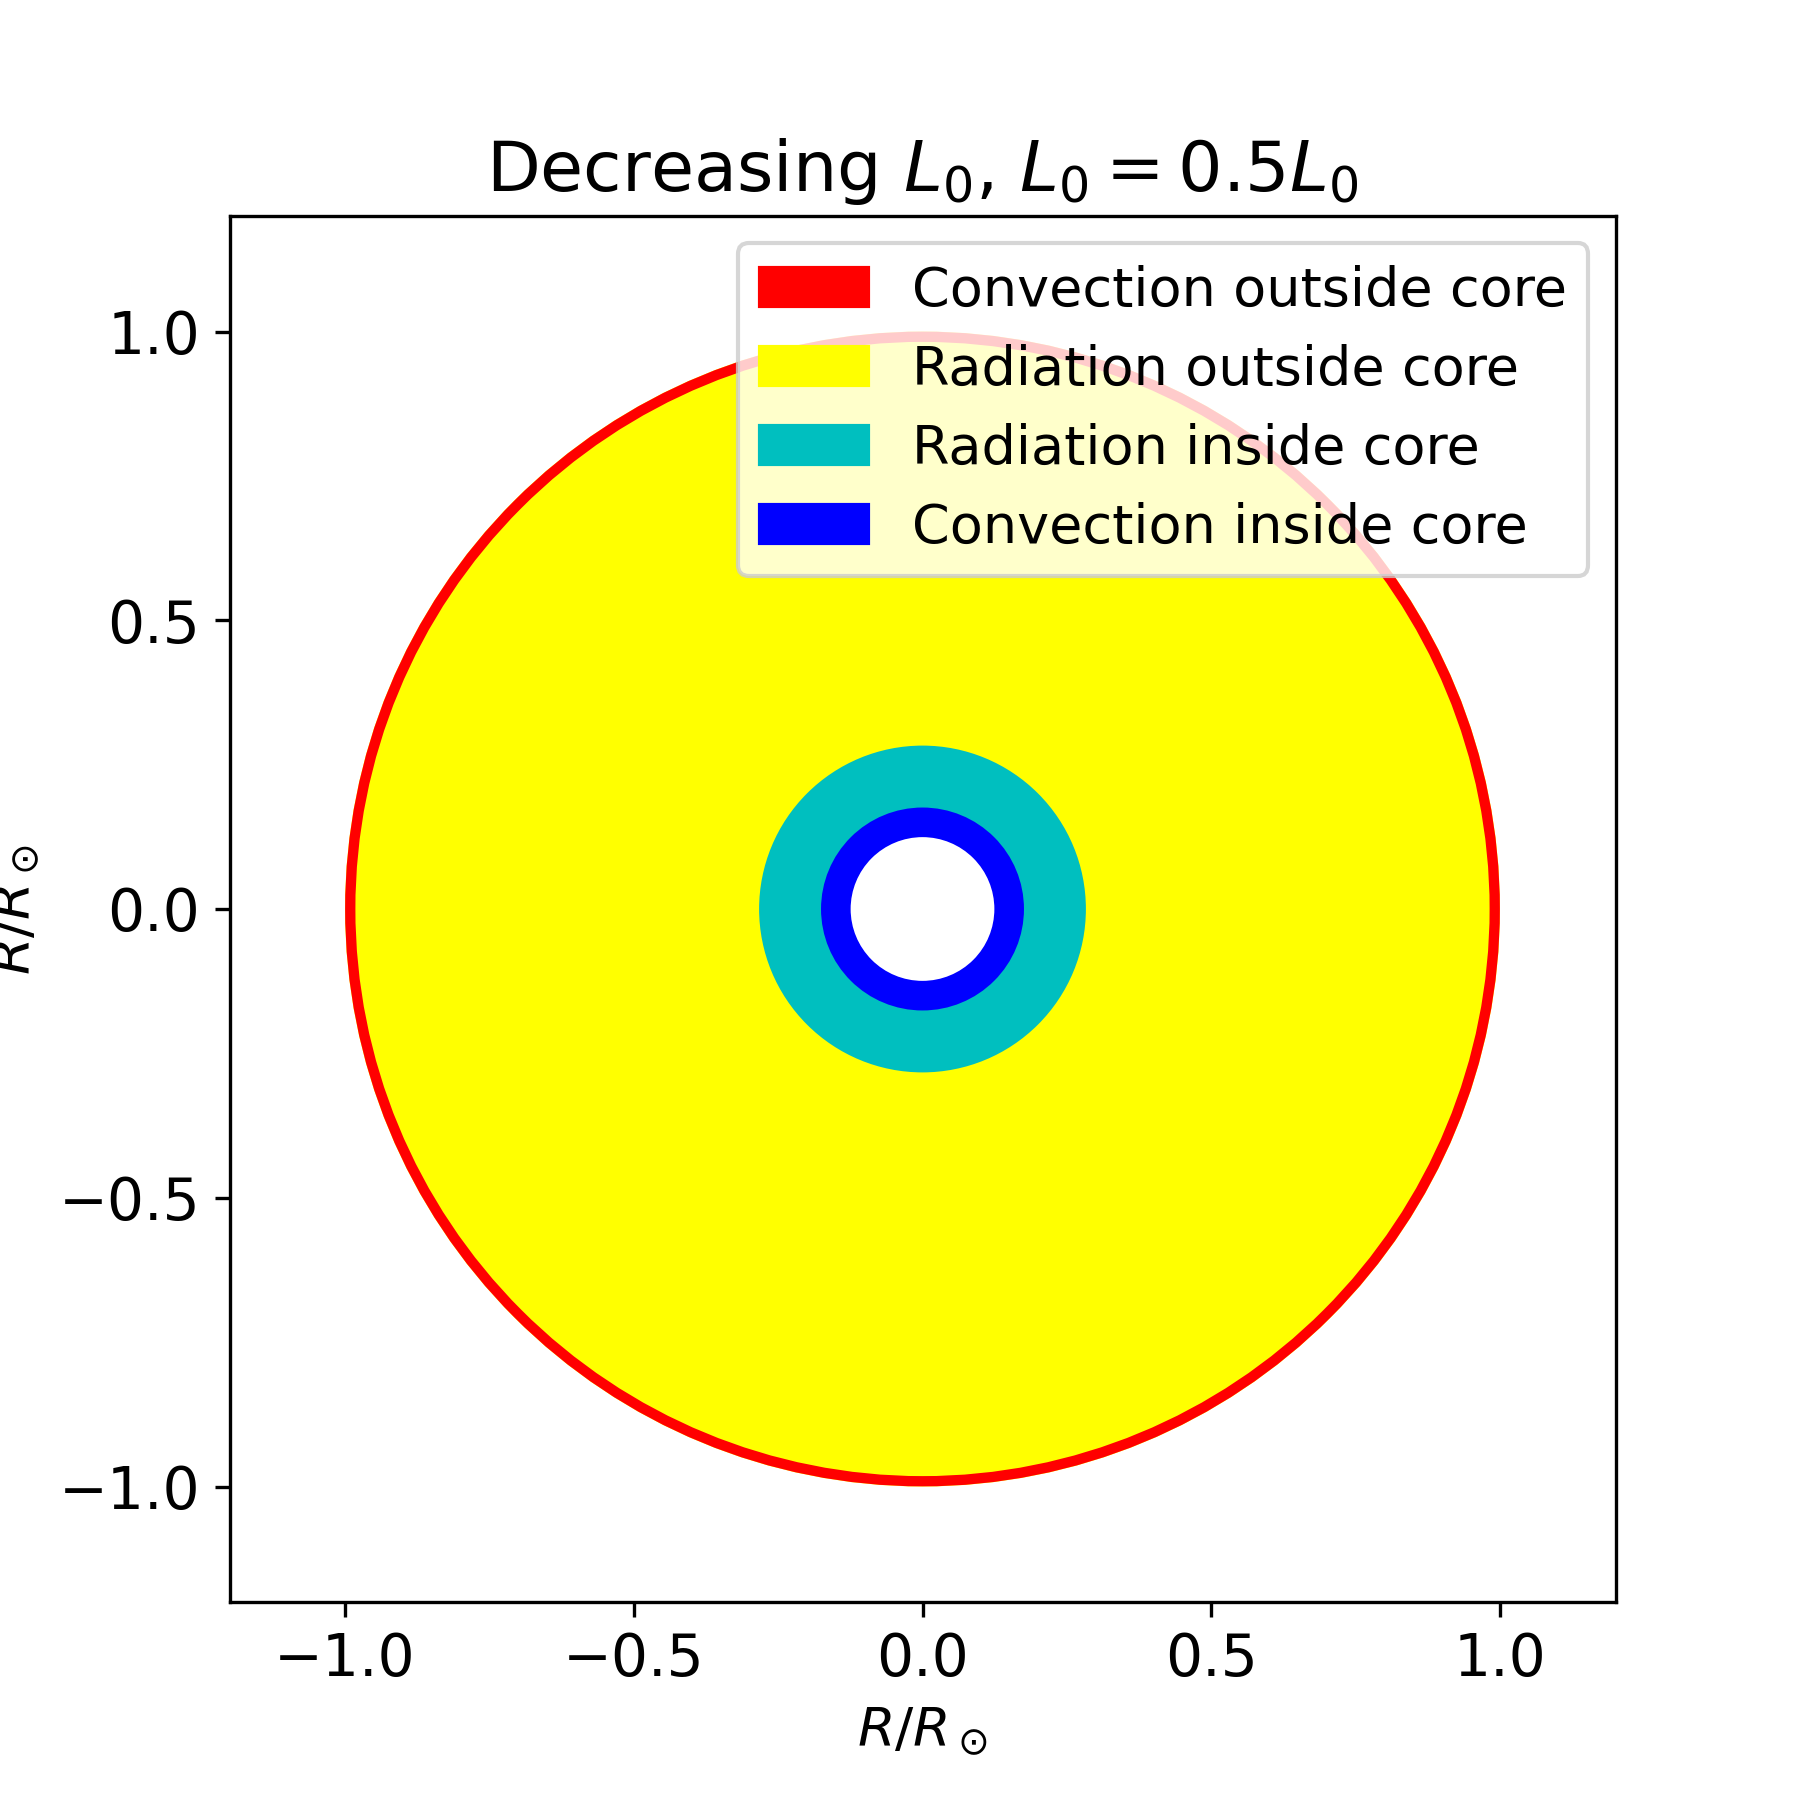 Decreasing L₀, L₀ = 0.5L₀
Convection outside core
Radiation outside core
Radiation inside core
Convection inside core
1.0
0.5
0.0
−0.5
−1.0
R/R⊙
−1.0 −0.5 0.0 0.5 1.0
R/R⊙